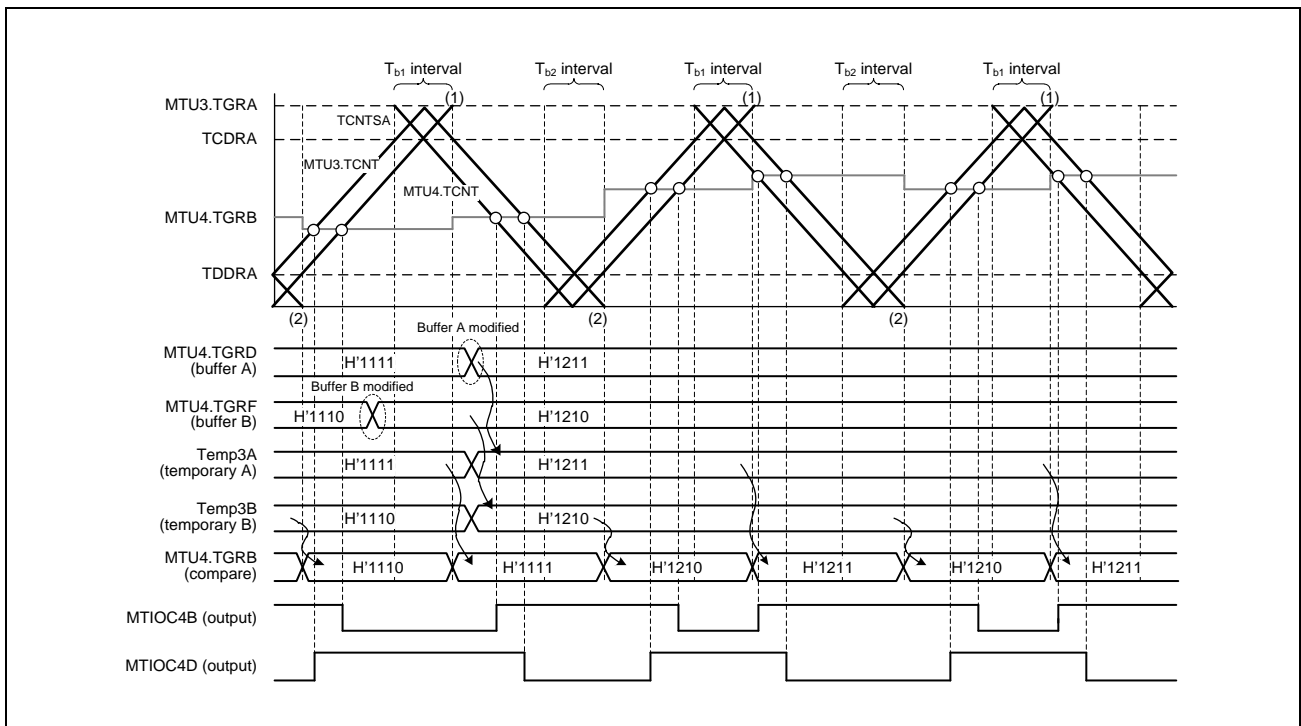 Tb1 interval Tb2 interval Tb1 interval Tb2 interval Tb1 interval
MTU3.TGRA (1) (1) (1)
TCNTSA
TCDRA
MTU3.TCNT
MTU4.TCNT
MTU4.TGRB
TDDRA
(2) (2) (2)
Buffer A modified
MTU4.TGRD
(buffer A)
H'1111 H'1211
Buffer B modified
MTU4.TGRF
(buffer B)
H'1110 H'1210
Temp3A
(temporary A)
H'1111 H'1211
Temp3B
(temporary B)
H'1110 H'1210
MTU4.TGRB
(compare)
H'1110 H'1111 H'1210 H'1211 H'1210 H'1211
MTIOC4B (output)
MTIOC4D (output)